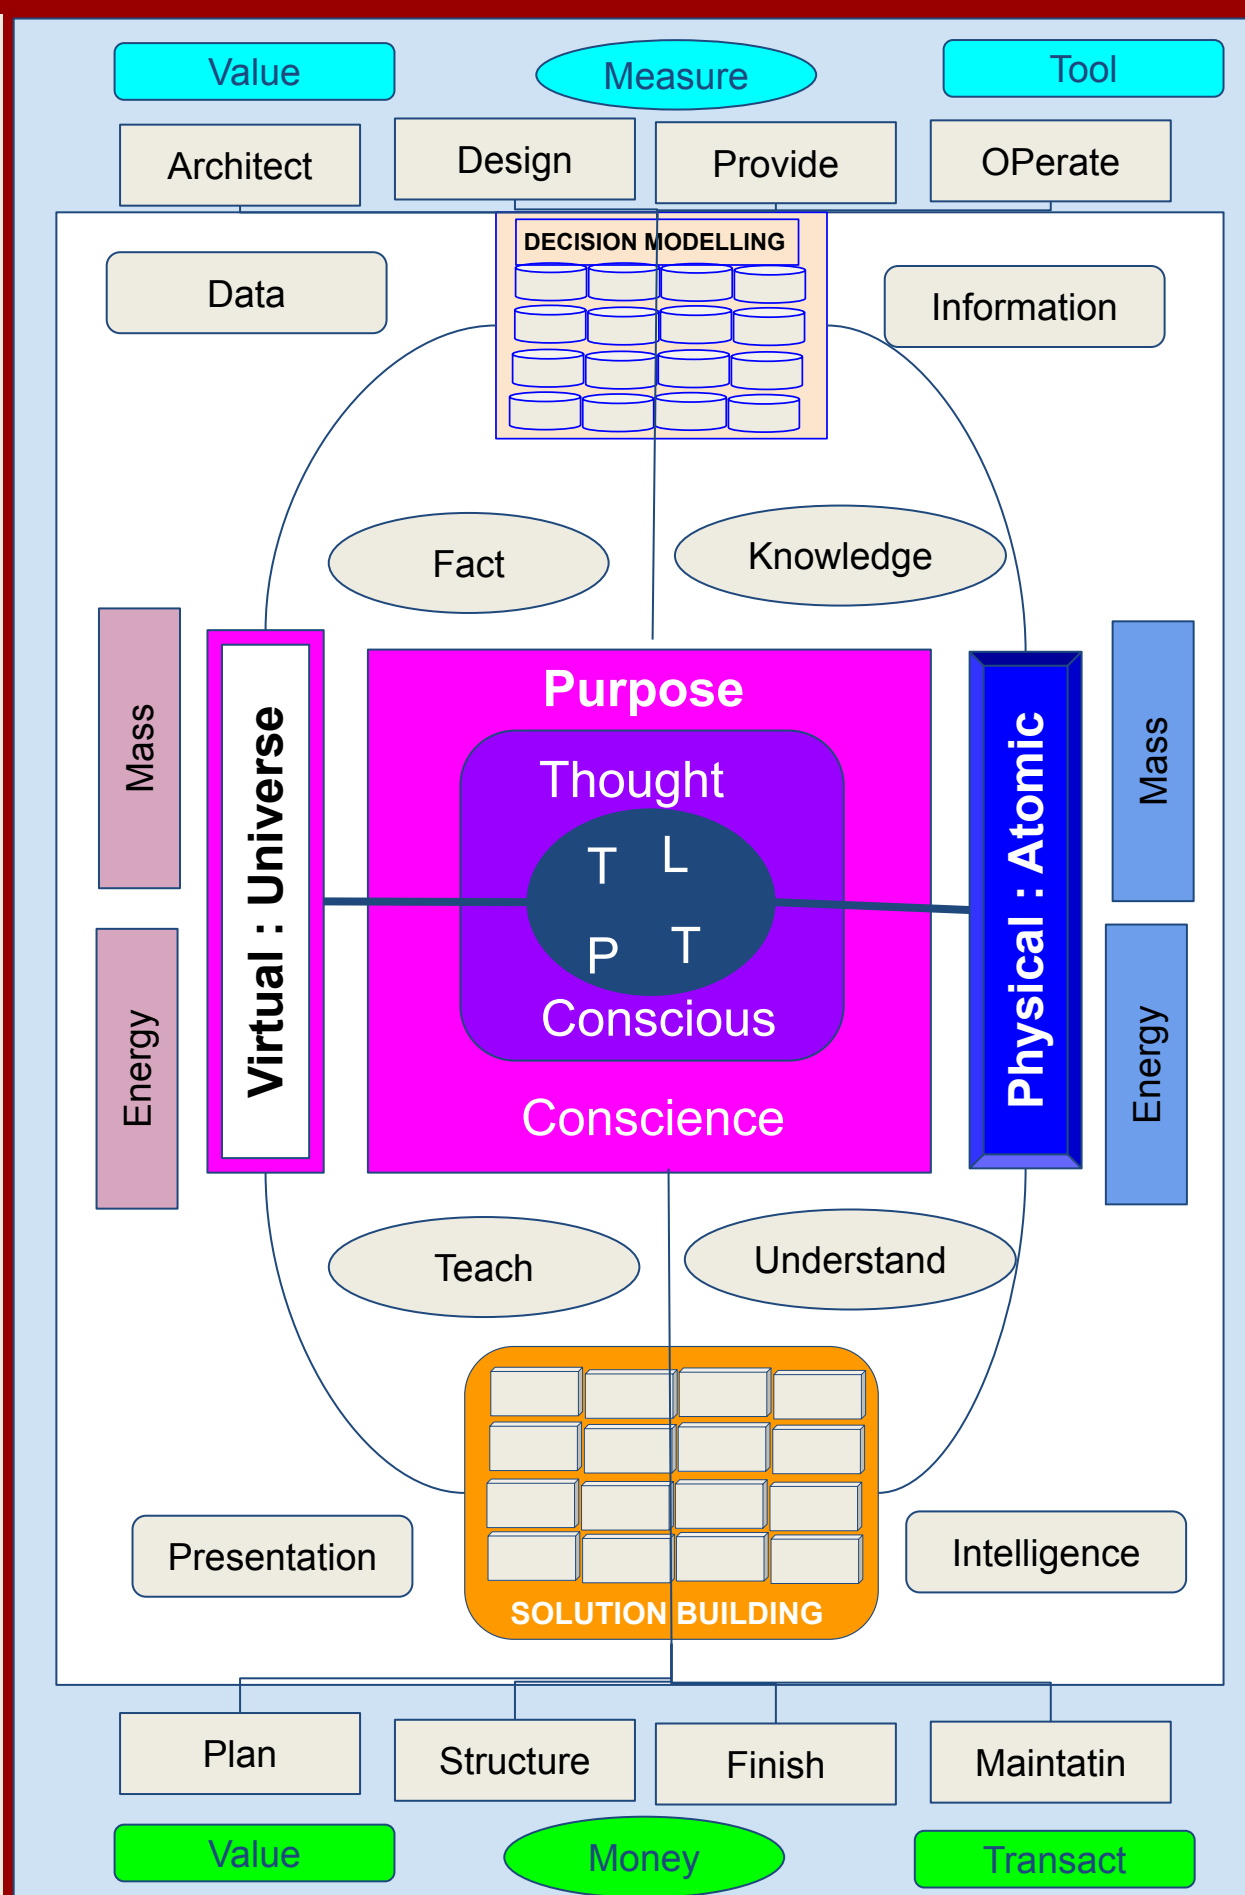 Value
Measure
Tool
Architect
Design
Provide
OPerate
DECISION MODELLING
Data
Information
Fact
Knowledge
Mass
Energy
Virtual : Universe
Purpose
Thought
T L
P T
Conscious
Conscience
Physical : Atomic
Mass
Energy
Teach
Understand
Presentation
Intelligence
SOLUTION BUILDING
Plan
Structure
Finish
Maintatin
Value
Money
Transact